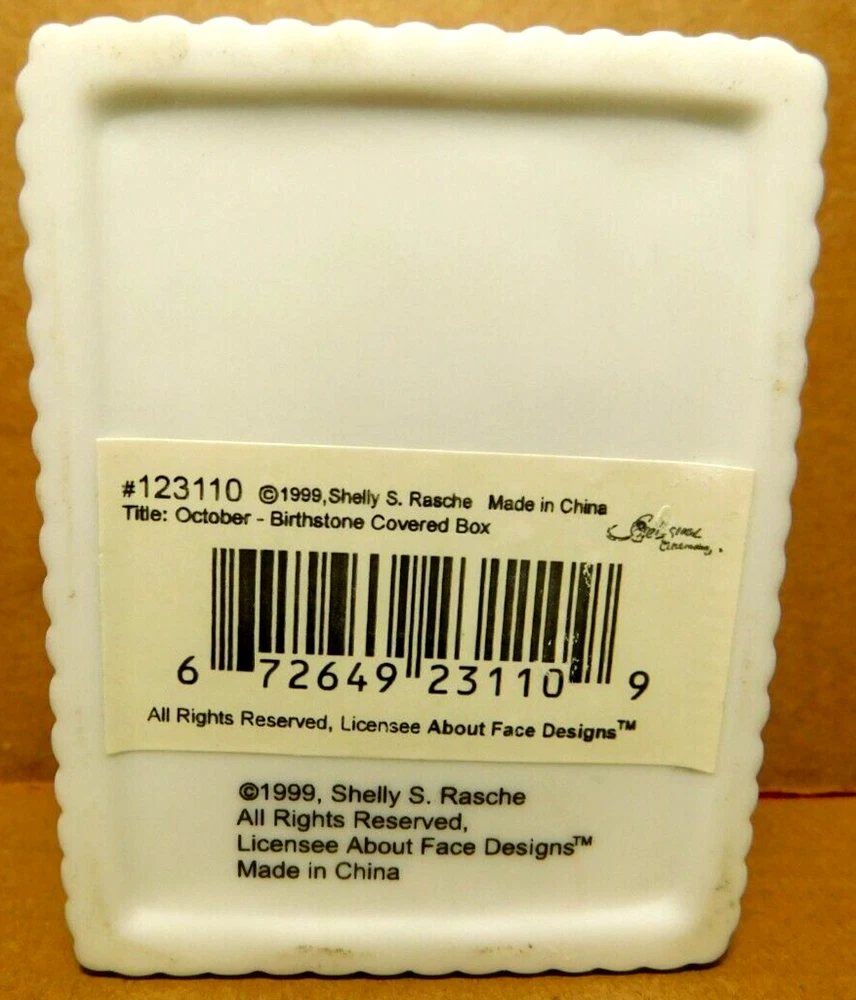 #123110 ©1999, Shelly S. Rasche Made in China
Title: October - Birthstone Covered Box
6 72649 23110 9
All Rights Reserved, Licensee About Face Designs™
©1999, Shelly S. Rasche
All Rights Reserved,
Licensee About Face Designs™
Made in China